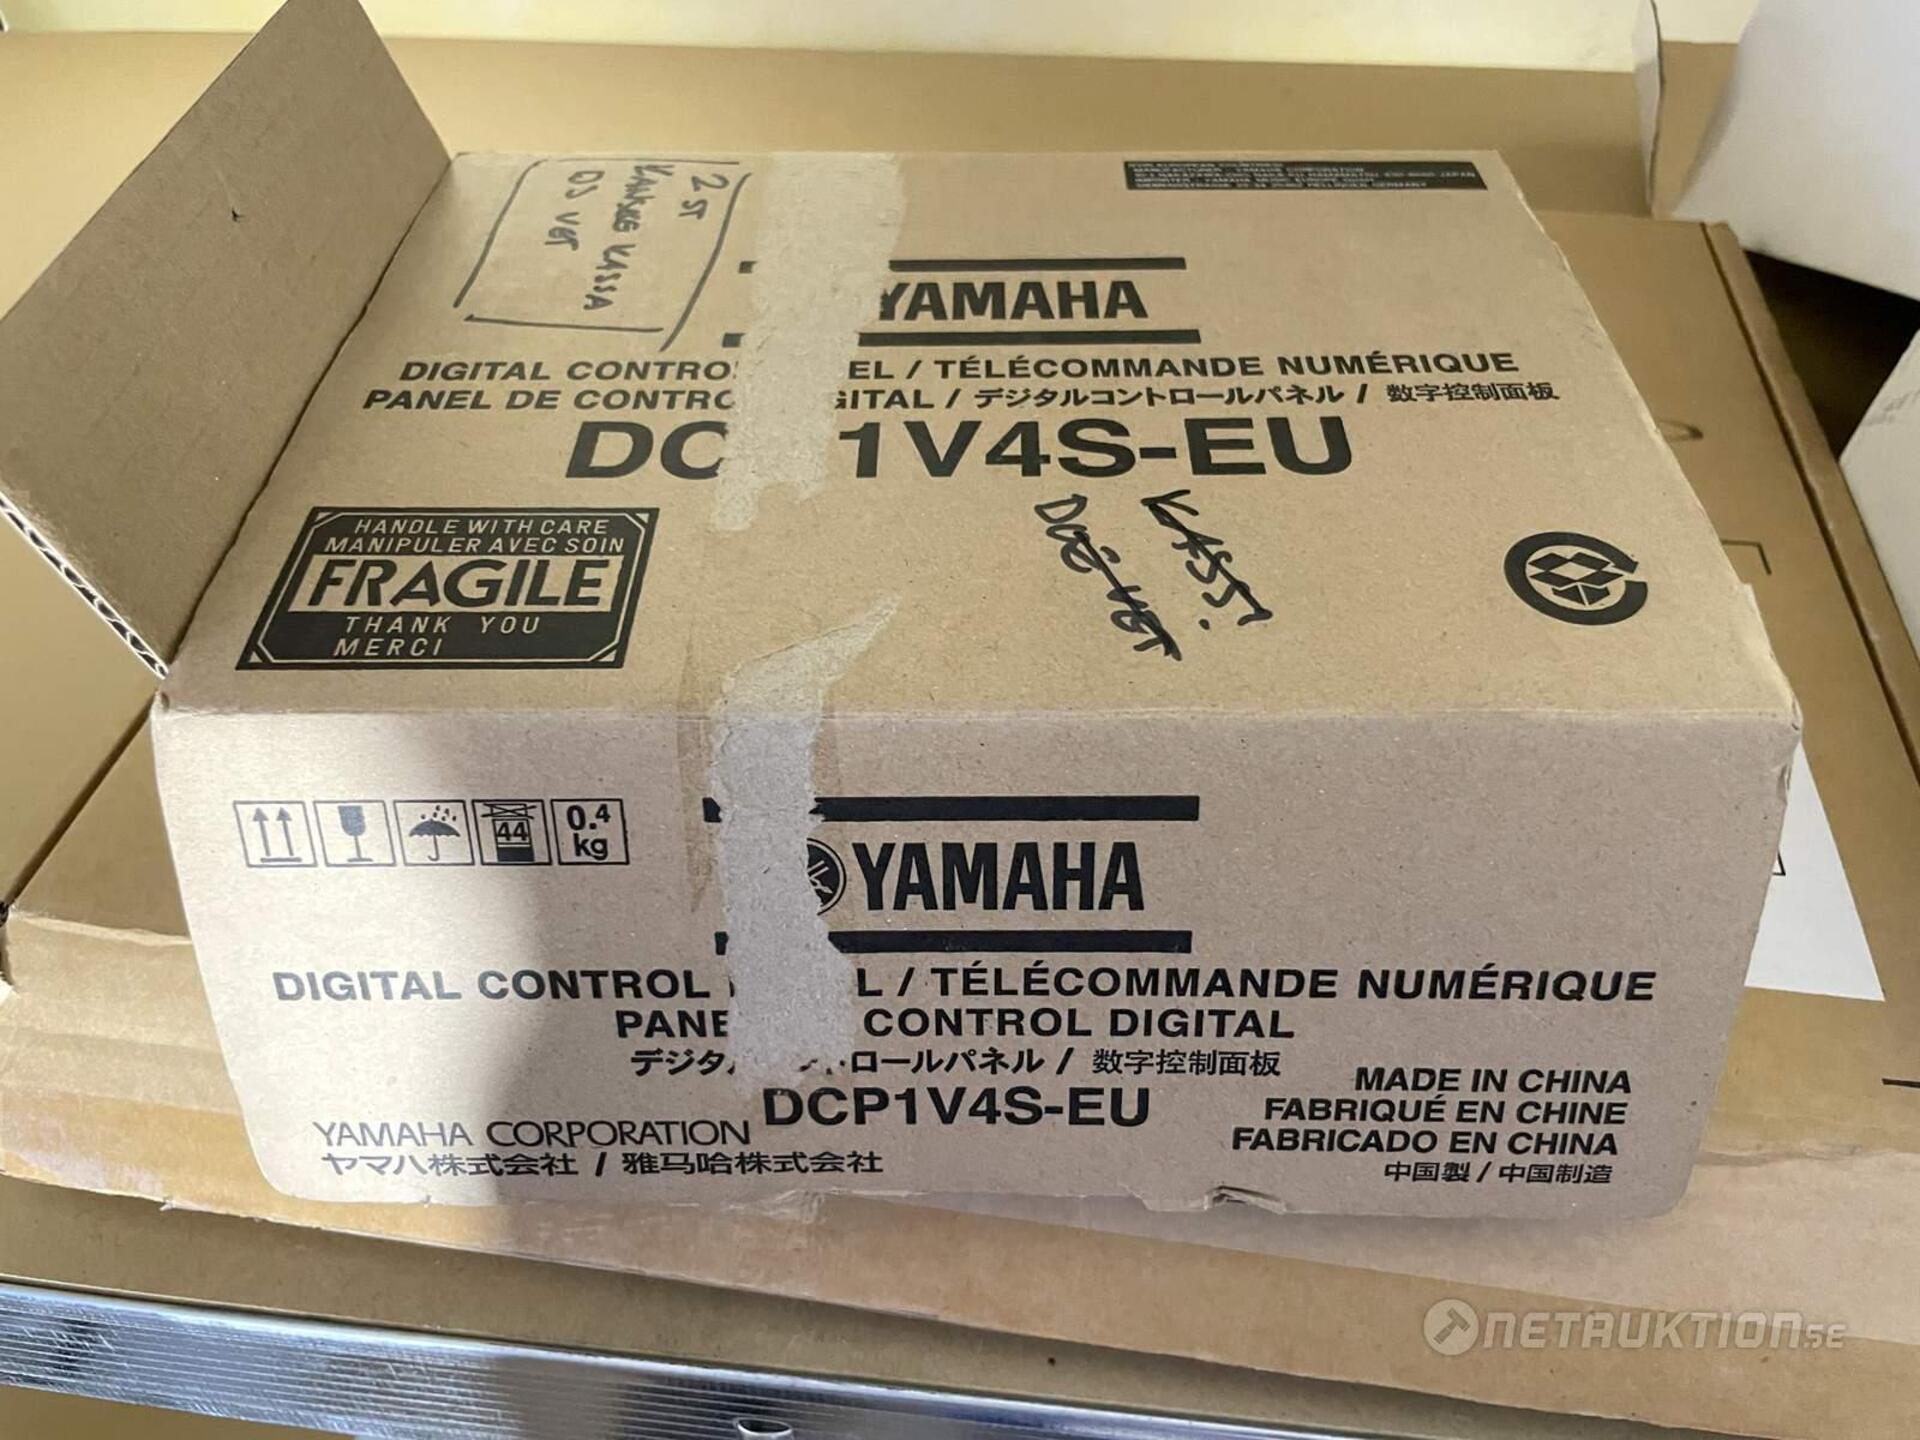 2 ST
KASSA
YAMAHA
DIGITAL CONTRO EL / TÉLÉCOMMANDE NUMÉRIQUE
PANEL DE CONTRO GITAL / デジタルコントロールパネル / 数字控制面板
DC 1V4S-EU
HANDLE WITH CARE
MANIPULER AVEC SOIN
FRAGILE
THANK YOU
MERCI
44
0.4
kg
YAMAHA
DIGITAL CONTROL L / TÉLÉCOMMANDE NUMÉRIQUE
PANE CONTROL DIGITAL
デジタ トロールパネル / 数字控制面板
DCP1V4S-EU
YAMAHA CORPORATION
ヤマハ株式会社 / 雅马哈株式会社
MADE IN CHINA
FABRIQUÉ EN CHINE
FABRICADO EN CHINA
中国製 / 中国制造
NETAUKTION.SE